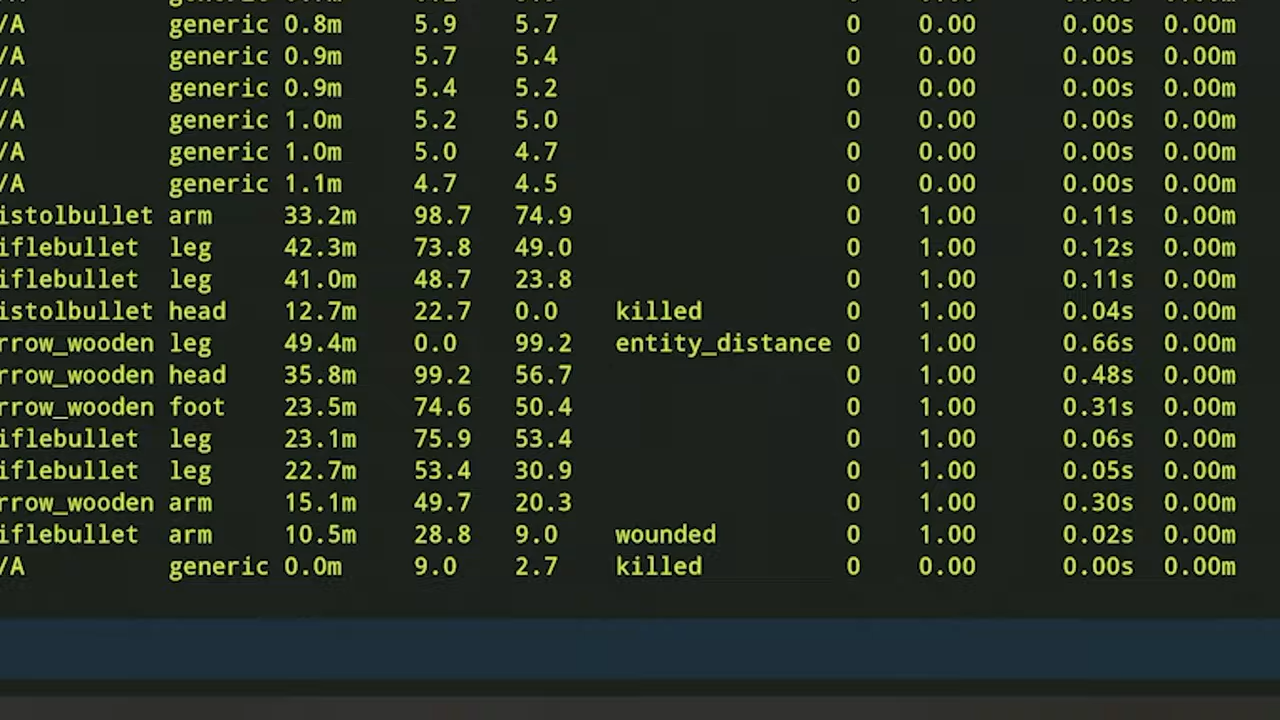 /A generic 0.8m 5.9 5.7 0 0.00 0.00s 0.00m
/A generic 0.9m 5.7 5.4 0 0.00 0.00s 0.00m
/A generic 0.9m 5.4 5.2 0 0.00 0.00s 0.00m
/A generic 1.0m 5.2 5.0 0 0.00 0.00s 0.00m
/A generic 1.0m 5.0 4.7 0 0.00 0.00s 0.00m
/A generic 1.1m 4.7 4.5 0 0.00 0.00s 0.00m
istolbullet arm 33.2m 98.7 74.9 0 1.00 0.11s 0.00m
iflebullet leg 42.3m 73.8 49.0 0 1.00 0.12s 0.00m
iflebullet leg 41.0m 48.7 23.8 0 1.00 0.11s 0.00m
istolbullet head 12.7m 22.7 0.0 killed 0 1.00 0.04s 0.00m
rrow_wooden leg 49.4m 0.0 99.2 entity_distance 0 1.00 0.66s 0.00m
rrow_wooden head 35.8m 99.2 56.7 0 1.00 0.48s 0.00m
rrow_wooden foot 23.5m 74.6 50.4 0 1.00 0.31s 0.00m
iflebullet leg 23.1m 75.9 53.4 0 1.00 0.06s 0.00m
iflebullet leg 22.7m 53.4 30.9 0 1.00 0.05s 0.00m
rrow_wooden arm 15.1m 49.7 20.3 0 1.00 0.30s 0.00m
iflebullet arm 10.5m 28.8 9.0 wounded 0 1.00 0.02s 0.00m
/A generic 0.0m 9.0 2.7 killed 0 0.00 0.00s 0.00m